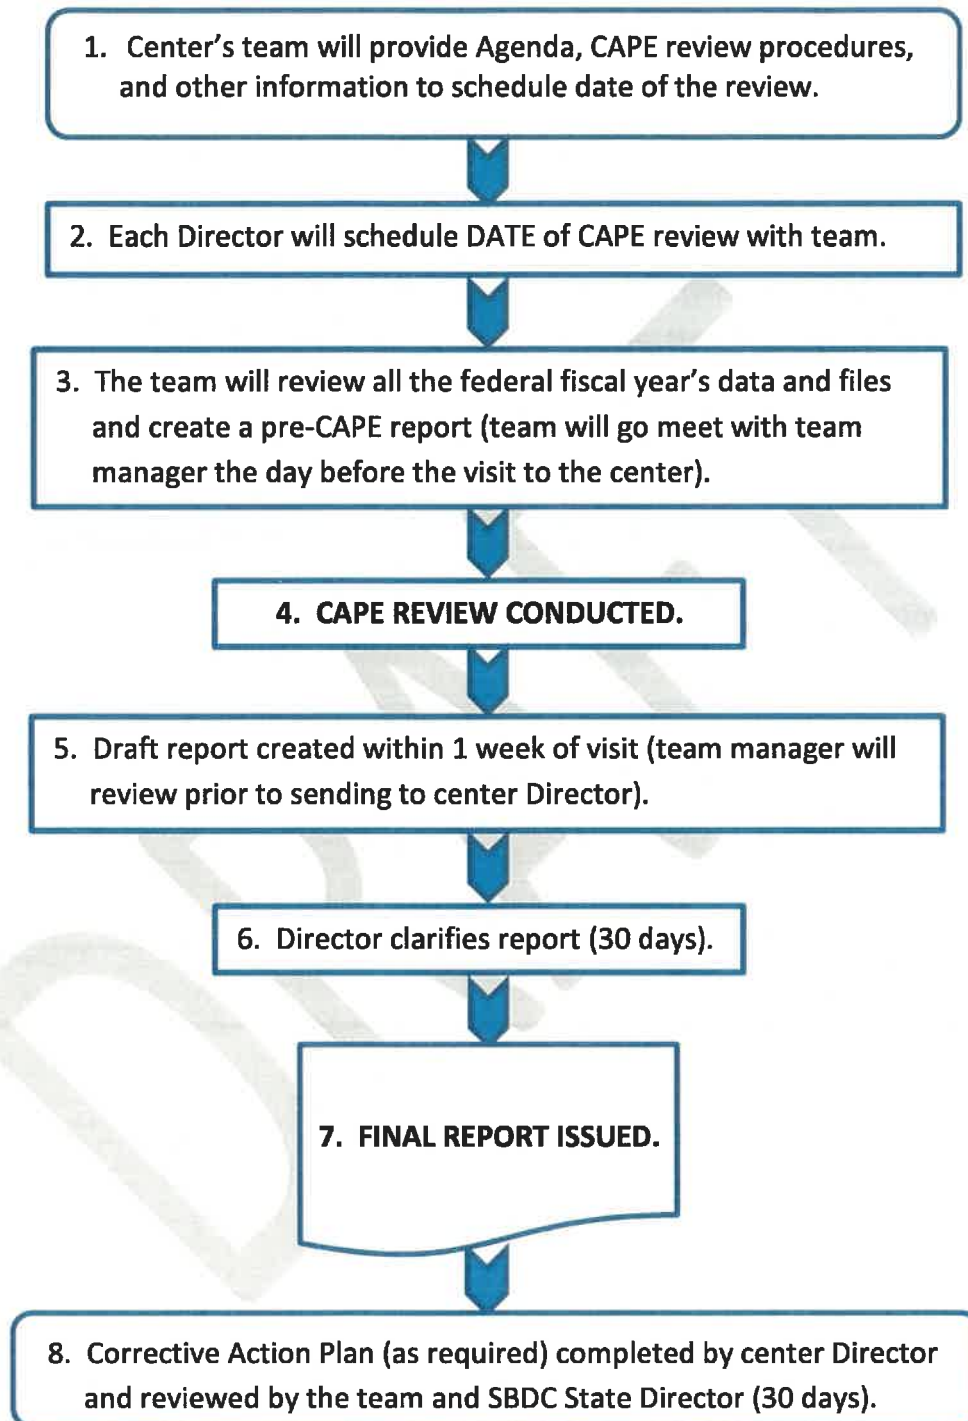 1. Center's team will provide Agenda, CAPE review procedures,
and other information to schedule date of the review.
2. Each Director will schedule DATE of CAPE review with team.
3. The team will review all the federal fiscal year's data and files
and create a pre-CAPE report (team will go meet with team
manager the day before the visit to the center).
4. CAPE REVIEW CONDUCTED.
5. Draft report created within 1 week of visit (team manager will
review prior to sending to center Director).
6. Director clarifies report (30 days).
7. FINAL REPORT ISSUED.
8. Corrective Action Plan (as required) completed by center Director
and reviewed by the team and SBDC State Director (30 days).
DRAFT